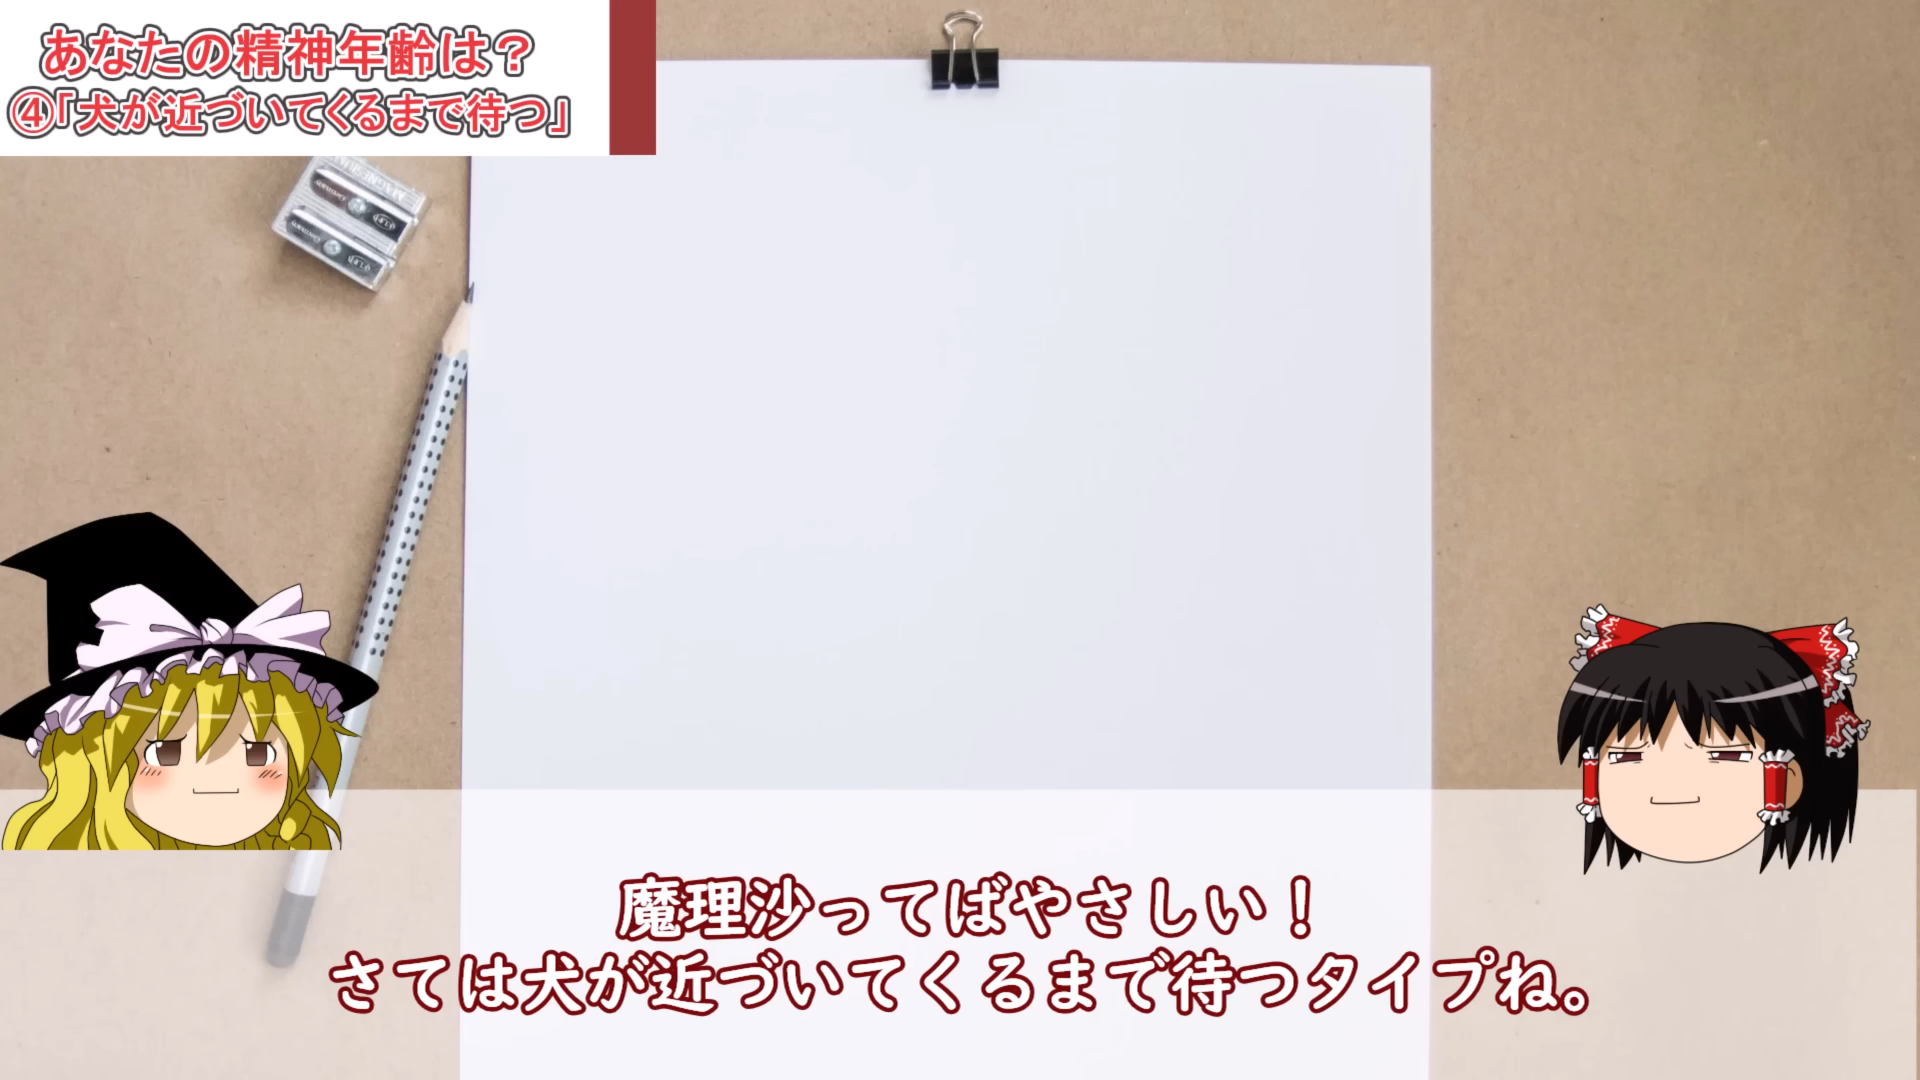 あなたの精神年齢は？
④「犬が近づいてくるまで待つ」
魔理沙ってばやさしい！
さては犬が近づいてくるまで待つタイプね。